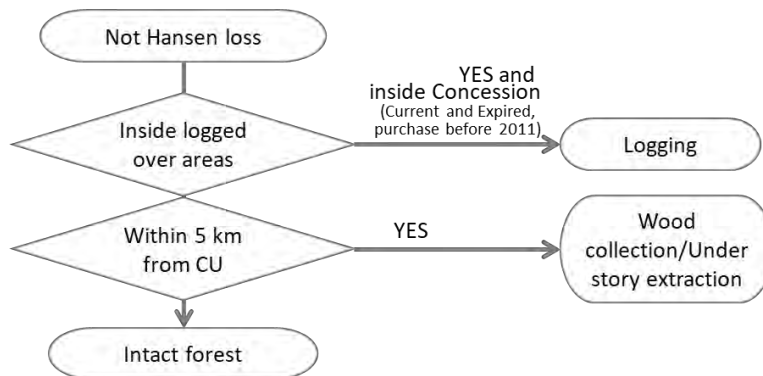 Not Hansen loss
YES and
inside Concession
(Current and Expired,
purchase before 2011)
Inside logged
over areas
Logging
Within 5 km
from CU
YES
Wood
collection/Under
story extraction
Intact forest